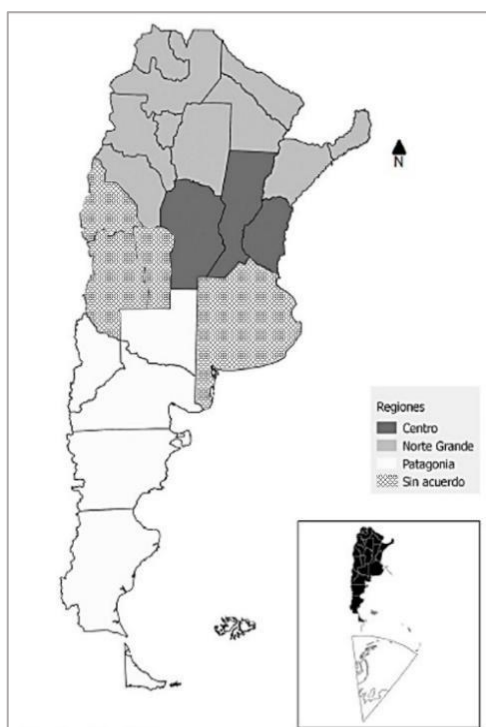 N
Regiones
Centro
Norte Grande
Patagonia
Sin acuerdo